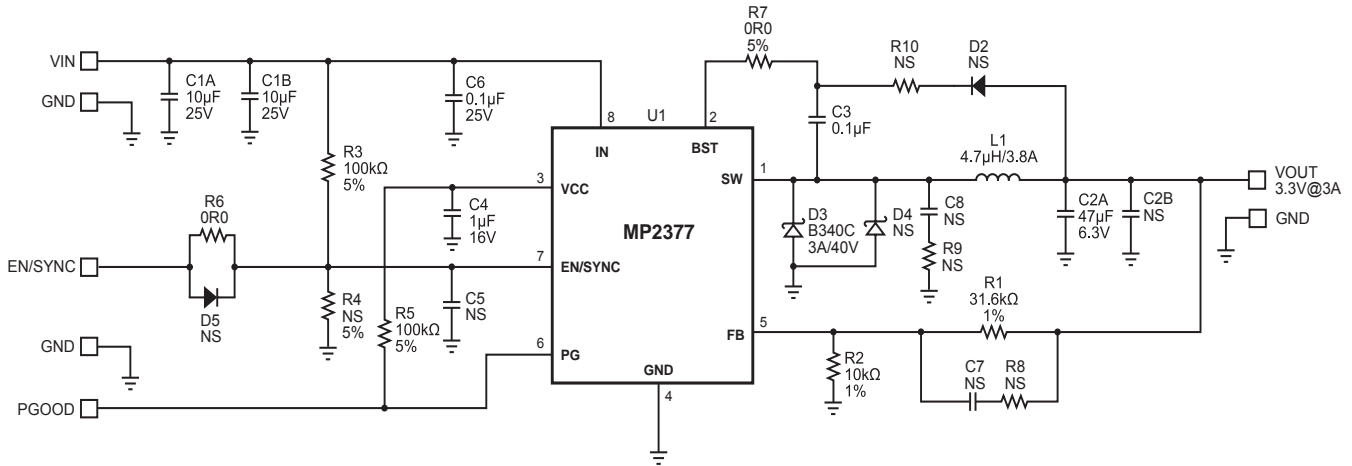 VIN
GND
C1A
10µF
25V
C1B
10µF
25V
C6
0.1µF
25V
R7
0R0
5%
R10
NS
D2
NS
C3
0.1µF
U1
8
IN
2
BST
R3
100kΩ
5%
3
VCC
C4
1µF
16V
SW
1
L1
4.7µH/3.8A
VOUT
3.3V@3A
GND
MP2377
D3
B340C
3A/40V
D4
NS
C8
NS
R9
NS
C2A
47µF
6.3V
C2B
NS
R6
0R0
EN/SYNC
D5
NS
7
EN/SYNC
R4
NS
5%
C5
NS
R5
100kΩ
5%
R1
31.6kΩ
1%
FB
5
R2
10kΩ
1%
C7
NS
R8
NS
GND
6
PG
GND
4
PGOOD